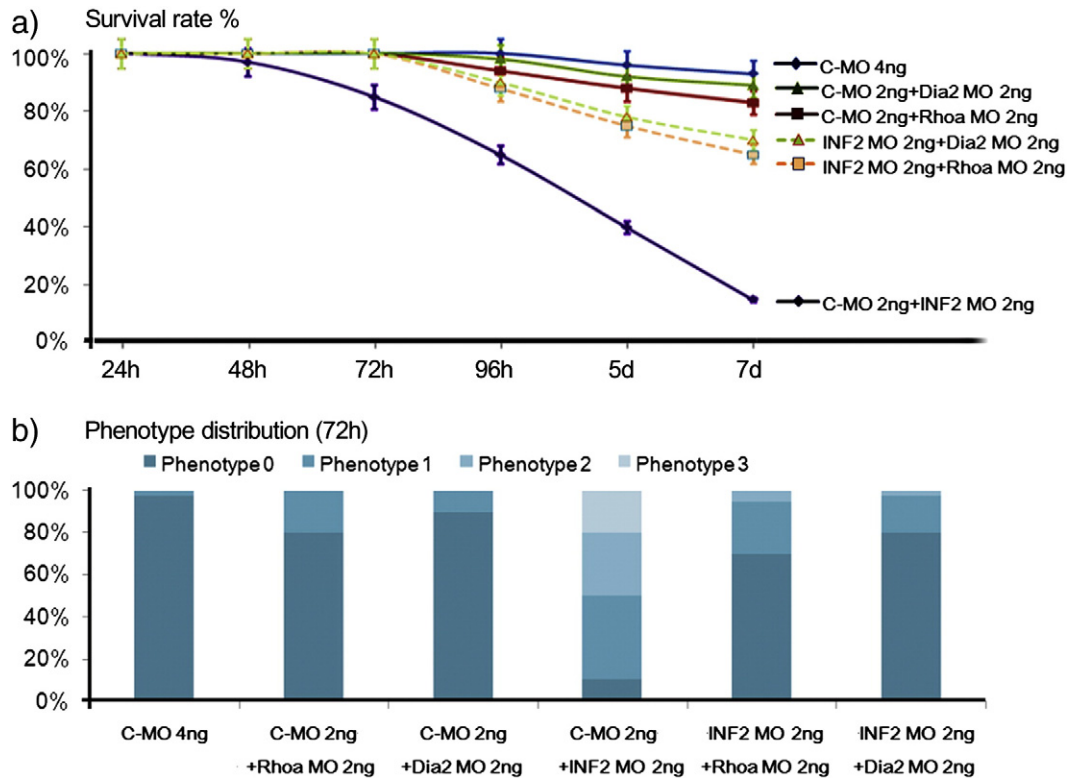 a) Survival rate %
100%
80%
60%
40%
20%
0%
24h 48h 72h 96h 5d 7d
C-MO 4ng
C-MO 2ng+Dia2 MO 2ng
C-MO 2ng+Rhoa MO 2ng
INF2 MO 2ng+Dia2 MO 2ng
INF2 MO 2ng+Rhoa MO 2ng
C-MO 2ng+INF2 MO 2ng
b) Phenotype distribution (72h)
Phenotype 0 Phenotype 1 Phenotype 2 Phenotype 3
100%
80%
60%
40%
20%
0%
C-MO 4ng C-MO 2ng C-MO 2ng C-MO 2ng INF2 MO 2ng INF2 MO 2ng
+Rhoa MO 2ng +Dia2 MO 2ng +INF2 MO 2ng +Rhoa MO 2ng +Dia2 MO 2ng